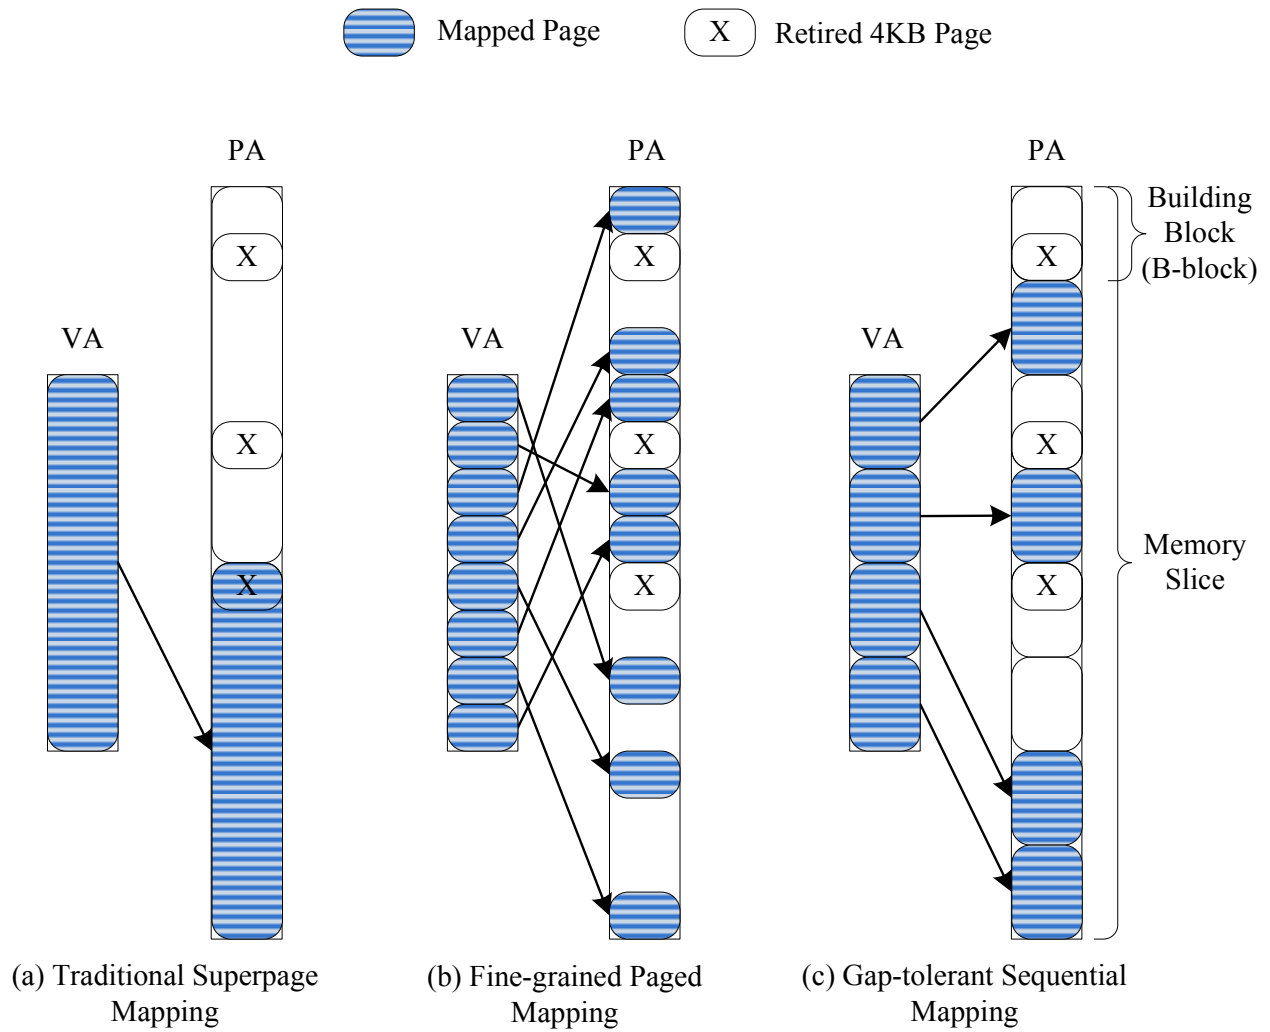 Mapped Page
X Retired 4KB Page
PA
X
VA
X
X
(a) Traditional Superpage
Mapping
PA
X
VA
X
X
(b) Fine-grained Paged
Mapping
PA
Building
Block
(B-block)
X
VA
X
X
Memory
Slice
(c) Gap-tolerant Sequential
Mapping